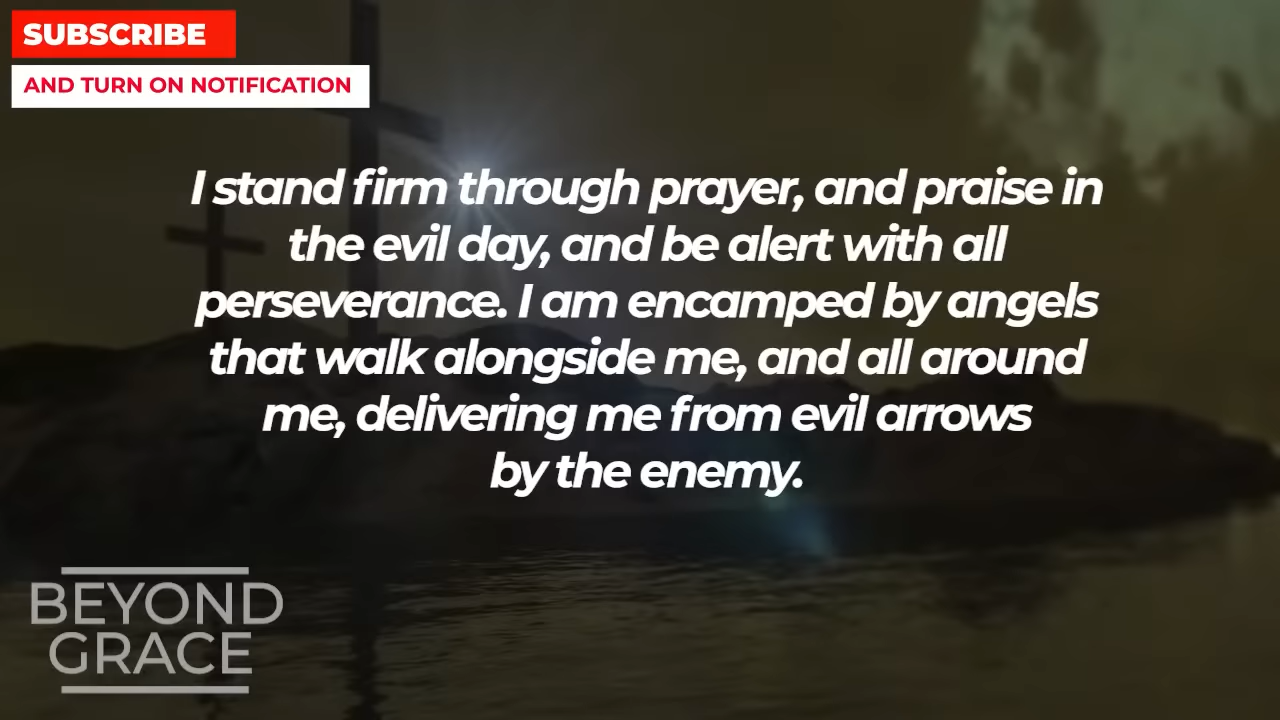 SUBSCRIBE
AND TURN ON NOTIFICATION
I stand firm through prayer, and praise in
the evil day, and be alert with all
perseverance. I am encamped by angels
that walk alongside me, and all around
me, delivering me from evil arrows
by the enemy.
BEYOND
GRACE